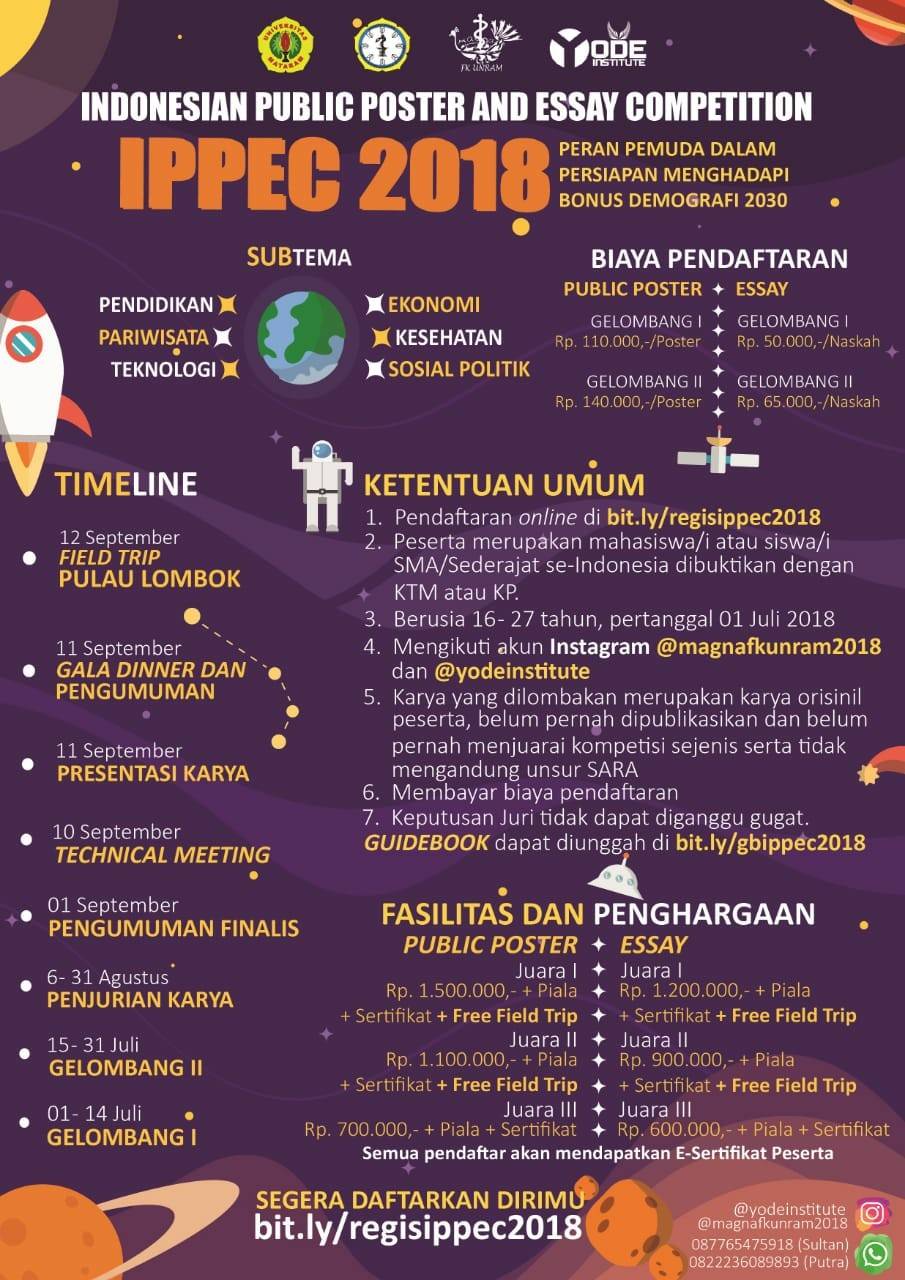 UNIVERSITAS
MATARAM
FK UNRAM
YODE
INSTITUTE
INDONESIAN PUBLIC POSTER AND ESSAY COMPETITION
IPPEC 2018
PERAN PEMUDA DALAM
PERSIAPAN MENGHADAPI
BONUS DEMOGRAFI 2030
SUBTEMA
PENDIDIKAN
PARIWISATA
TEKNOLOGI
EKONOMI
KESEHATAN
SOSIAL POLITIK
BIAYA PENDAFTARAN
PUBLIC POSTER ESSAY
GELOMBANG I
Rp. 110.000,-/Poster
GELOMBANG I
Rp. 50.000,-/Naskah
GELOMBANG II
Rp. 140.000,-/Poster
GELOMBANG II
Rp. 65.000,-/Naskah
TIMELINE
12 September
FIELD TRIP
PULAU LOMBOK
11 September
GALA DINNER DAN
PENGUMUMAN
11 September
PRESENTASI KARYA
10 September
TECHNICAL MEETING
01 September
PENGUMUMAN FINALIS
6- 31 Agustus
PENJURIAN KARYA
15- 31 Juli
GELOMBANG II
01- 14 Juli
GELOMBANG I
KETENTUAN UMUM
1. Pendaftaran online di bit.ly/regisippec2018
2. Peserta merupakan mahasiswa/i atau siswa/i
SMA/Sederajat se-Indonesia dibuktikan dengan
KTM atau KP.
3. Berusia 16- 27 tahun, pertanggal 01 Juli 2018
4. Mengikuti akun Instagram @magnafkunram2018
dan @yodeinstitute
5. Karya yang dilombakan merupakan karya orisinil
peserta, belum pernah dipublikasikan dan belum
pernah menjuarai kompetisi sejenis serta tidak
mengandung unsur SARA
6. Membayar biaya pendaftaran
7. Keputusan Juri tidak dapat diganggu gugat.
GUIDEBOOK dapat diunggah di bit.ly/gbippec2018
FASILITAS DAN PENGHARGAAN
PUBLIC POSTER ESSAY
Juara I
Rp. 1.500.000,- + Piala
+ Sertifikat + Free Field Trip
Juara I
Rp. 1.200.000,- + Piala
+ Sertifikat + Free Field Trip
Juara II
Rp. 1.100.000,- + Piala
+ Sertifikat + Free Field Trip
Juara II
Rp. 900.000,- + Piala
+ Sertifikat + Free Field Trip
Juara III
Rp. 700.000,- + Piala + Sertifikat
Juara III
Rp. 600.000,- + Piala + Sertifikat
Semua pendaftar akan mendapatkan E-Sertifikat Peserta
SEGERA DAFTARKAN DIRIMU
bit.ly/regisippec2018
@yodeinstitute
@magnafkunram2018
087765475918 (Sultan)
0822236089893 (Putra)